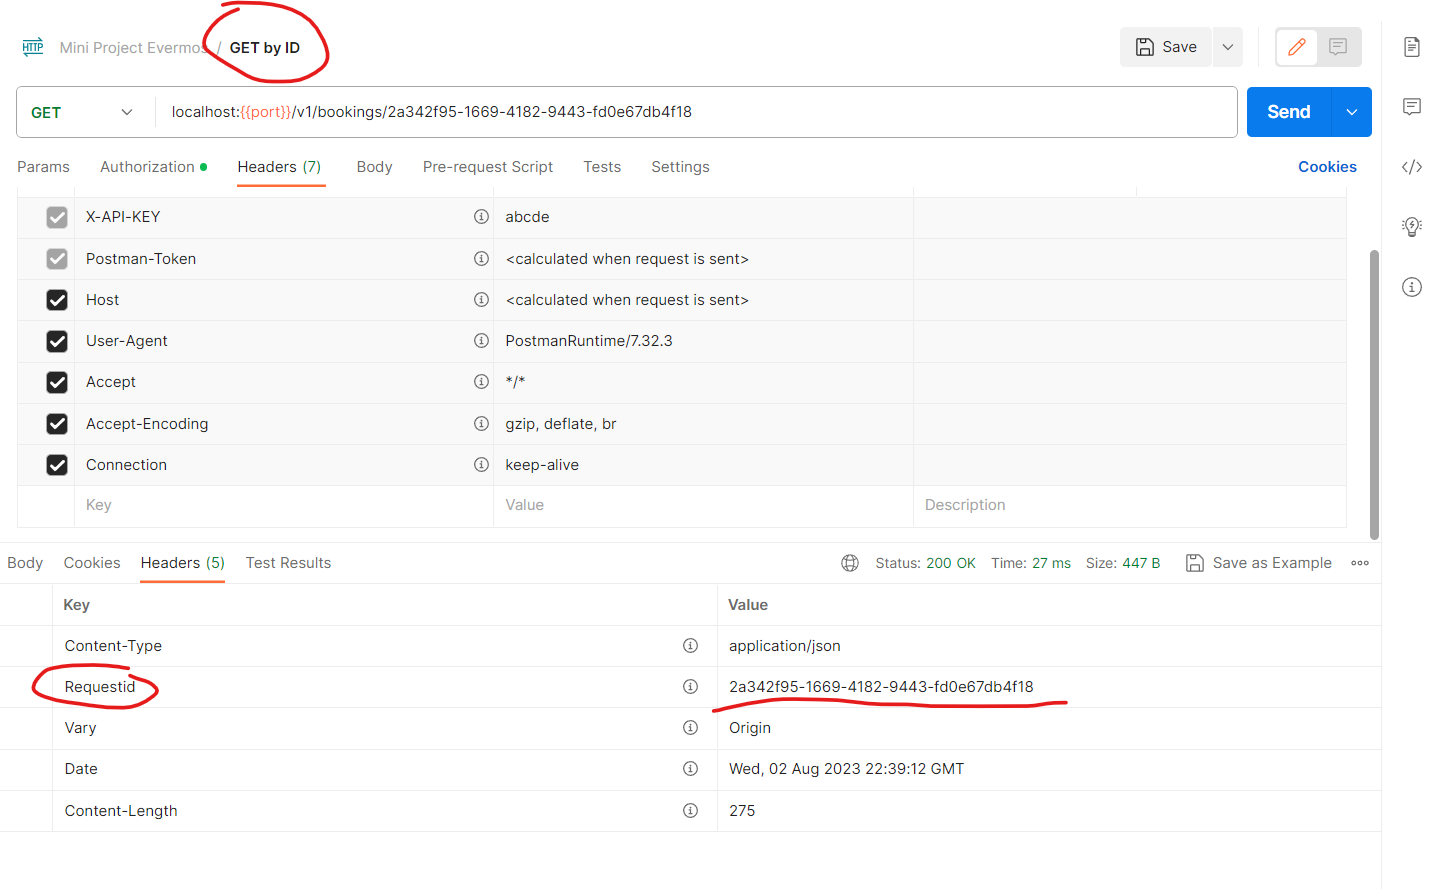 HTTP Mini Project Evermos / GET by ID Save
GET localhost:{{port}}/v1/bookings/2a342f95-1669-4182-9443-fd0e67db4f18 Send
Params Authorization Headers (7) Body Pre-request Script Tests Settings Cookies
X-API-KEY abcde
Postman-Token <calculated when request is sent>
Host <calculated when request is sent>
User-Agent PostmanRuntime/7.32.3
Accept */*
Accept-Encoding gzip, deflate, br
Connection keep-alive
Key Value Description
Body Cookies Headers (5) Test Results Status: 200 OK Time: 27 ms Size: 447 B Save as Example
Key Value
Content-Type application/json
Requestid 2a342f95-1669-4182-9443-fd0e67db4f18
Vary Origin
Date Wed, 02 Aug 2023 22:39:12 GMT
Content-Length 275